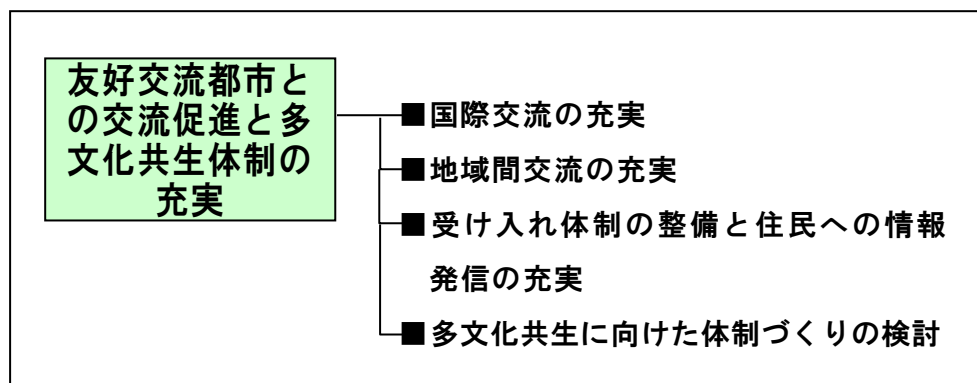 友好交流都市と
の交流促進と多
文化共生体制の
充実
■国際交流の充実
■地域間交流の充実
■受け入れ体制の整備と住民への情報
発信の充実
■多文化共生に向けた体制づくりの検討